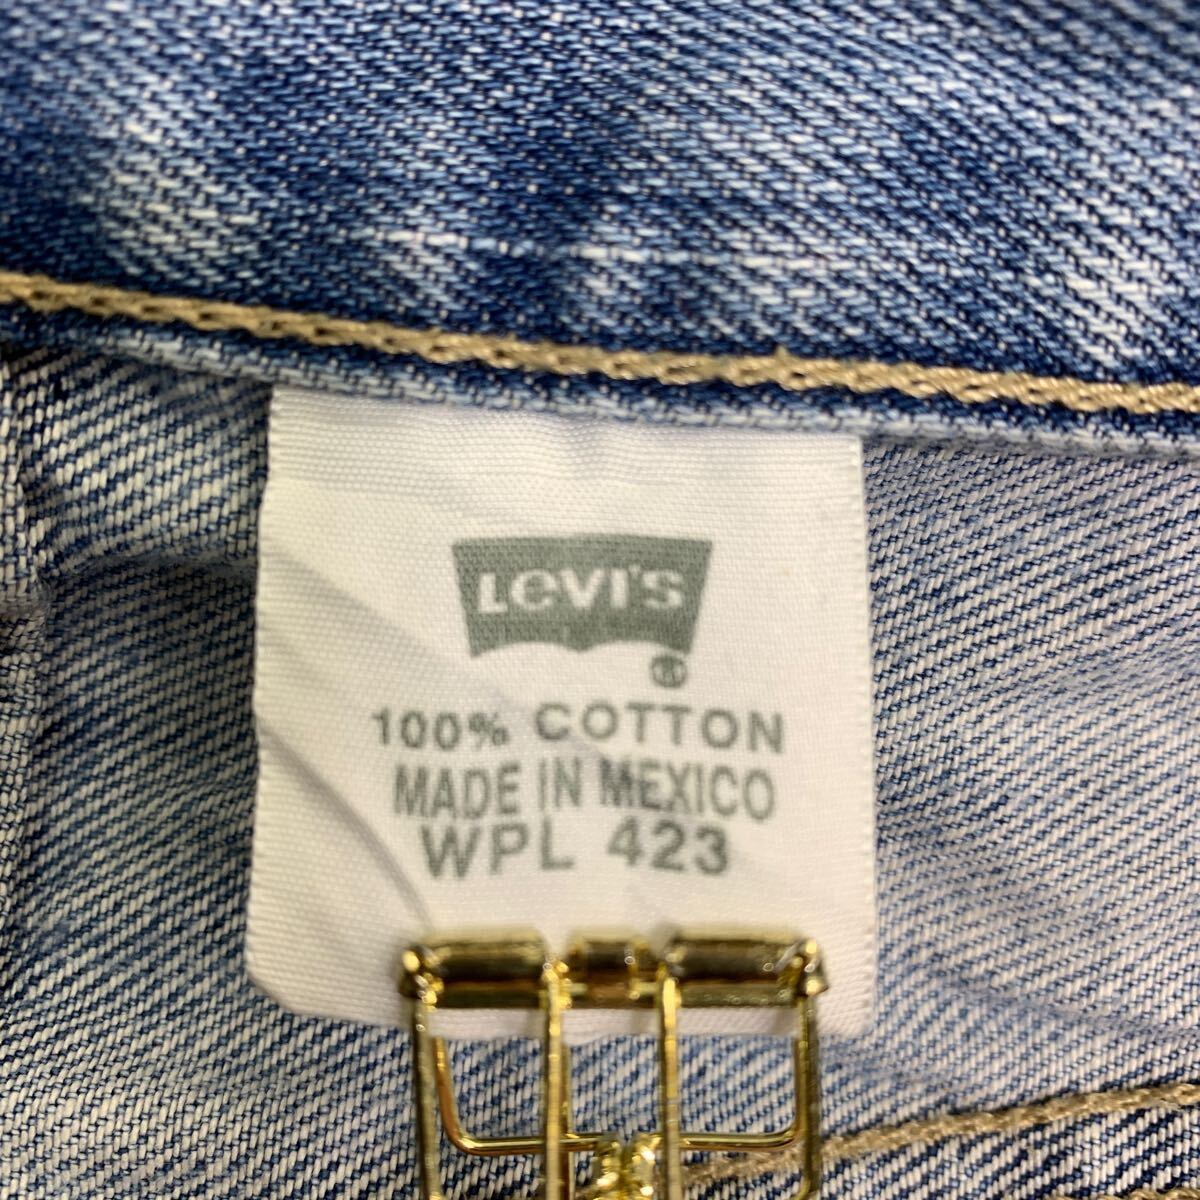 LeVI'S
®
100% COTTON
MADE IN MEXICO
WPL 423